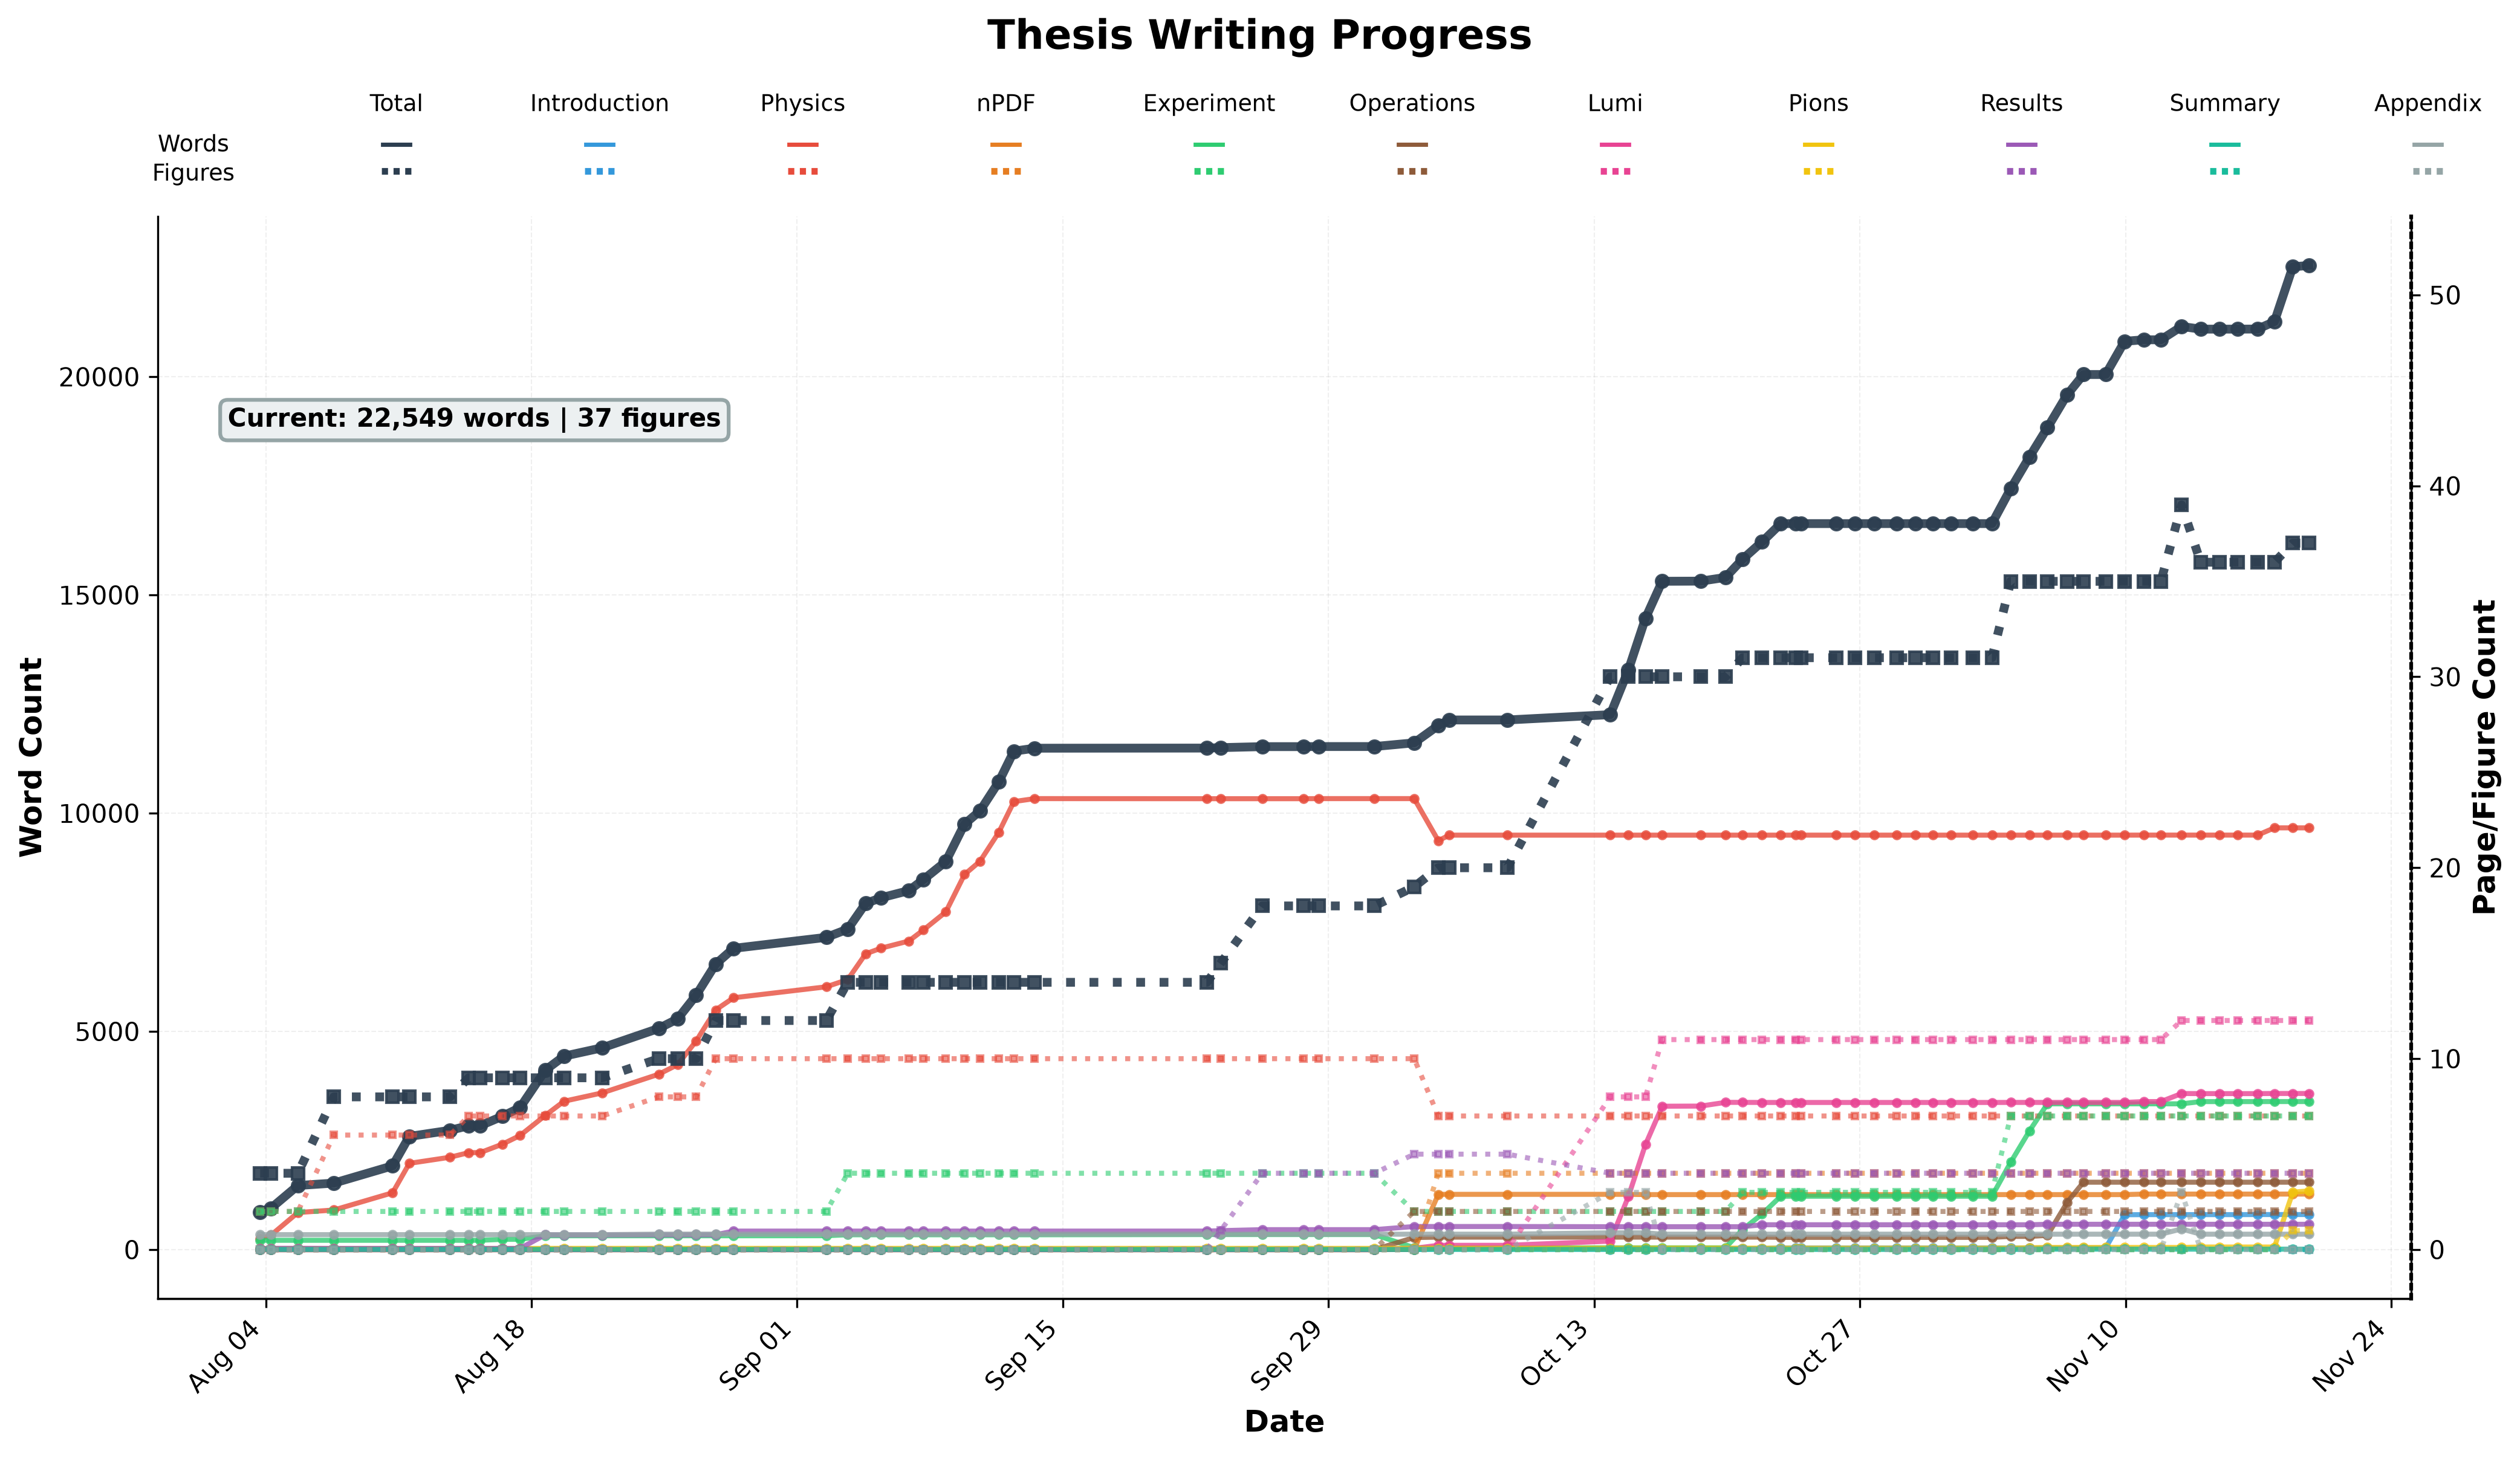 Thesis Writing Progress
Total Introduction Physics nPDF Experiment Operations Lumi Pions Results Summary Appendix
Words
Figures
Current: 22,549 words | 37 figures
Word Count
20000
15000
10000
5000
0
Page/Figure Count
50
40
30
20
10
0
Aug 04 Aug 18 Sep 01 Sep 15 Sep 29 Oct 13 Oct 27 Nov 10 Nov 24
Date